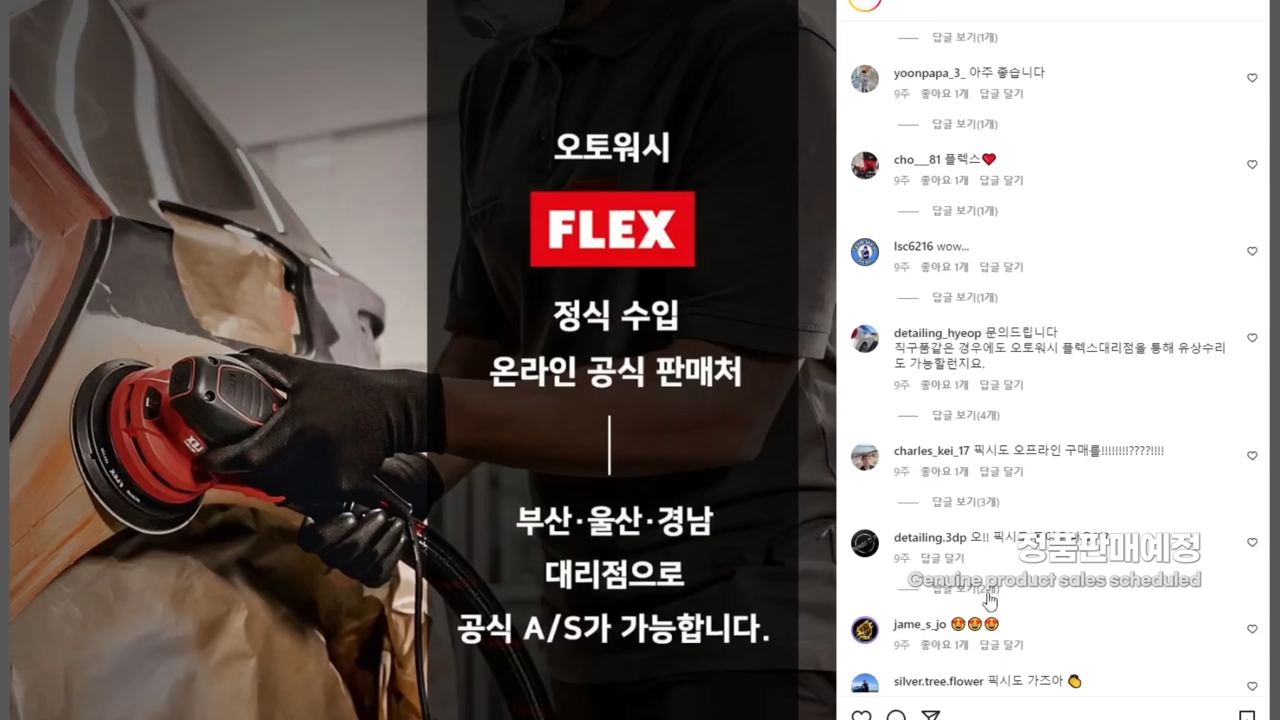 오토워시
FLEX
정식 수입
온라인 공식 판매처
부산·울산·경남
대리점으로
공식 A/S가 가능합니다.
FLEX
답글 보기(1개)
yoonpapa_3_ 아주 좋습니다
9주 좋아요 1개 답글 달기
답글 보기(1개)
cho___81 플렉스❤️
9주 좋아요 1개 답글 달기
답글 보기(1개)
lsc6216 wow...
9주 좋아요 1개 답글 달기
답글 보기(1개)
detailing_hyeop 문의드립니다
직구품같은 경우에도 오토워시 플렉스대리점을 통해 유상수리
도 가능할런지요.
9주 좋아요 1개 답글 달기
답글 보기(4개)
charles_kei_17 픽시도 오프라인 구매를!!!!!!!!????!!!!
9주 좋아요 1개 답글 달기
답글 보기(3개)
detailing.3dp 오!! 픽시도
9주 답글 달기
정품판매예정
Genuine product sales scheduled
답글 보기(2개)
jame_s_jo 😍😍😍
9주 좋아요 1개 답글 달기
silver.tree.flower 픽시도 가즈아 👏